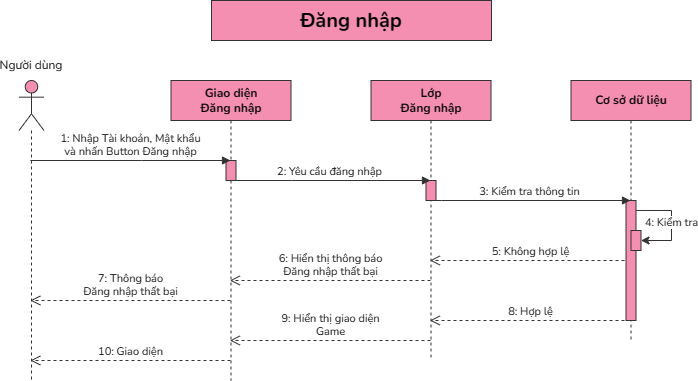 Đăng nhập
Người dùng
Giao diện
Đăng nhập
Lớp
Đăng nhập
Cơ sở dữ liệu
1: Nhập Tài khoản, Mật khẩu
và nhấn Button Đăng nhập
2: Yêu cầu đăng nhập
3: Kiểm tra thông tin
4: Kiểm tra
5: Không hợp lệ
6: Hiển thị thông báo
Đăng nhập thất bại
7: Thông báo
Đăng nhập thất bại
8: Hợp lệ
9: Hiển thị giao diện
Game
10: Giao diện